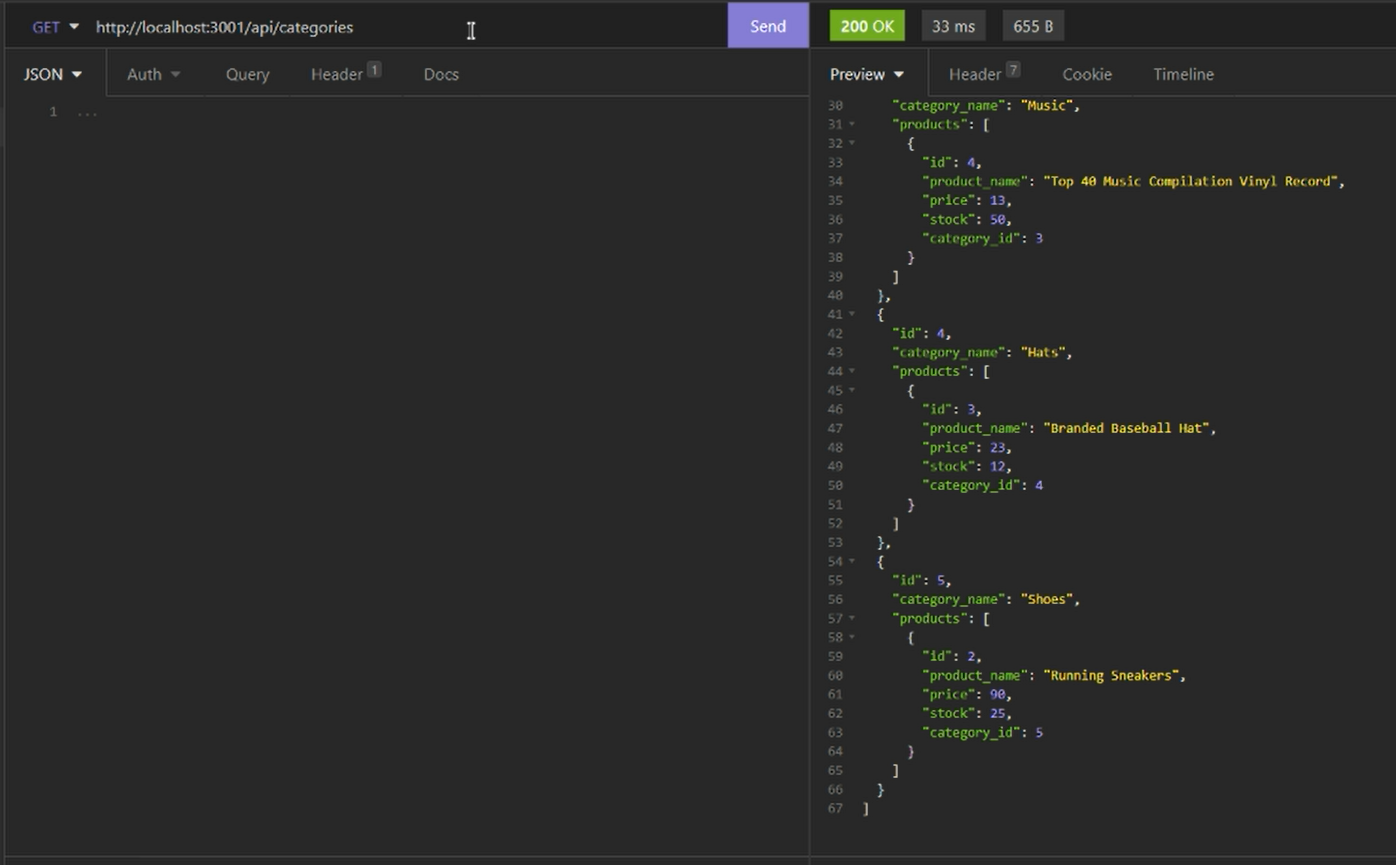 GET http://localhost:3001/api/categories Send 200 OK 33 ms 655 B
JSON Auth Query Header 1 Docs Preview Header 7 Cookie Timeline
1 ...
30 "category_name": "Music",
31 "products": [
32 {
33 "id": 4,
34 "product_name": "Top 40 Music Compilation Vinyl Record",
35 "price": 13,
36 "stock": 50,
37 "category_id": 3
38 }
39 ]
40 },
41 {
42 "id": 4,
43 "category_name": "Hats",
44 "products": [
45 {
46 "id": 3,
47 "product_name": "Branded Baseball Hat",
48 "price": 23,
49 "stock": 12,
50 "category_id": 4
51 }
52 ]
53 },
54 {
55 "id": 5,
56 "category_name": "Shoes",
57 "products": [
58 {
59 "id": 2,
60 "product_name": "Running Sneakers",
61 "price": 90,
62 "stock": 25,
63 "category_id": 5
64 }
65 ]
66 }
67 ]